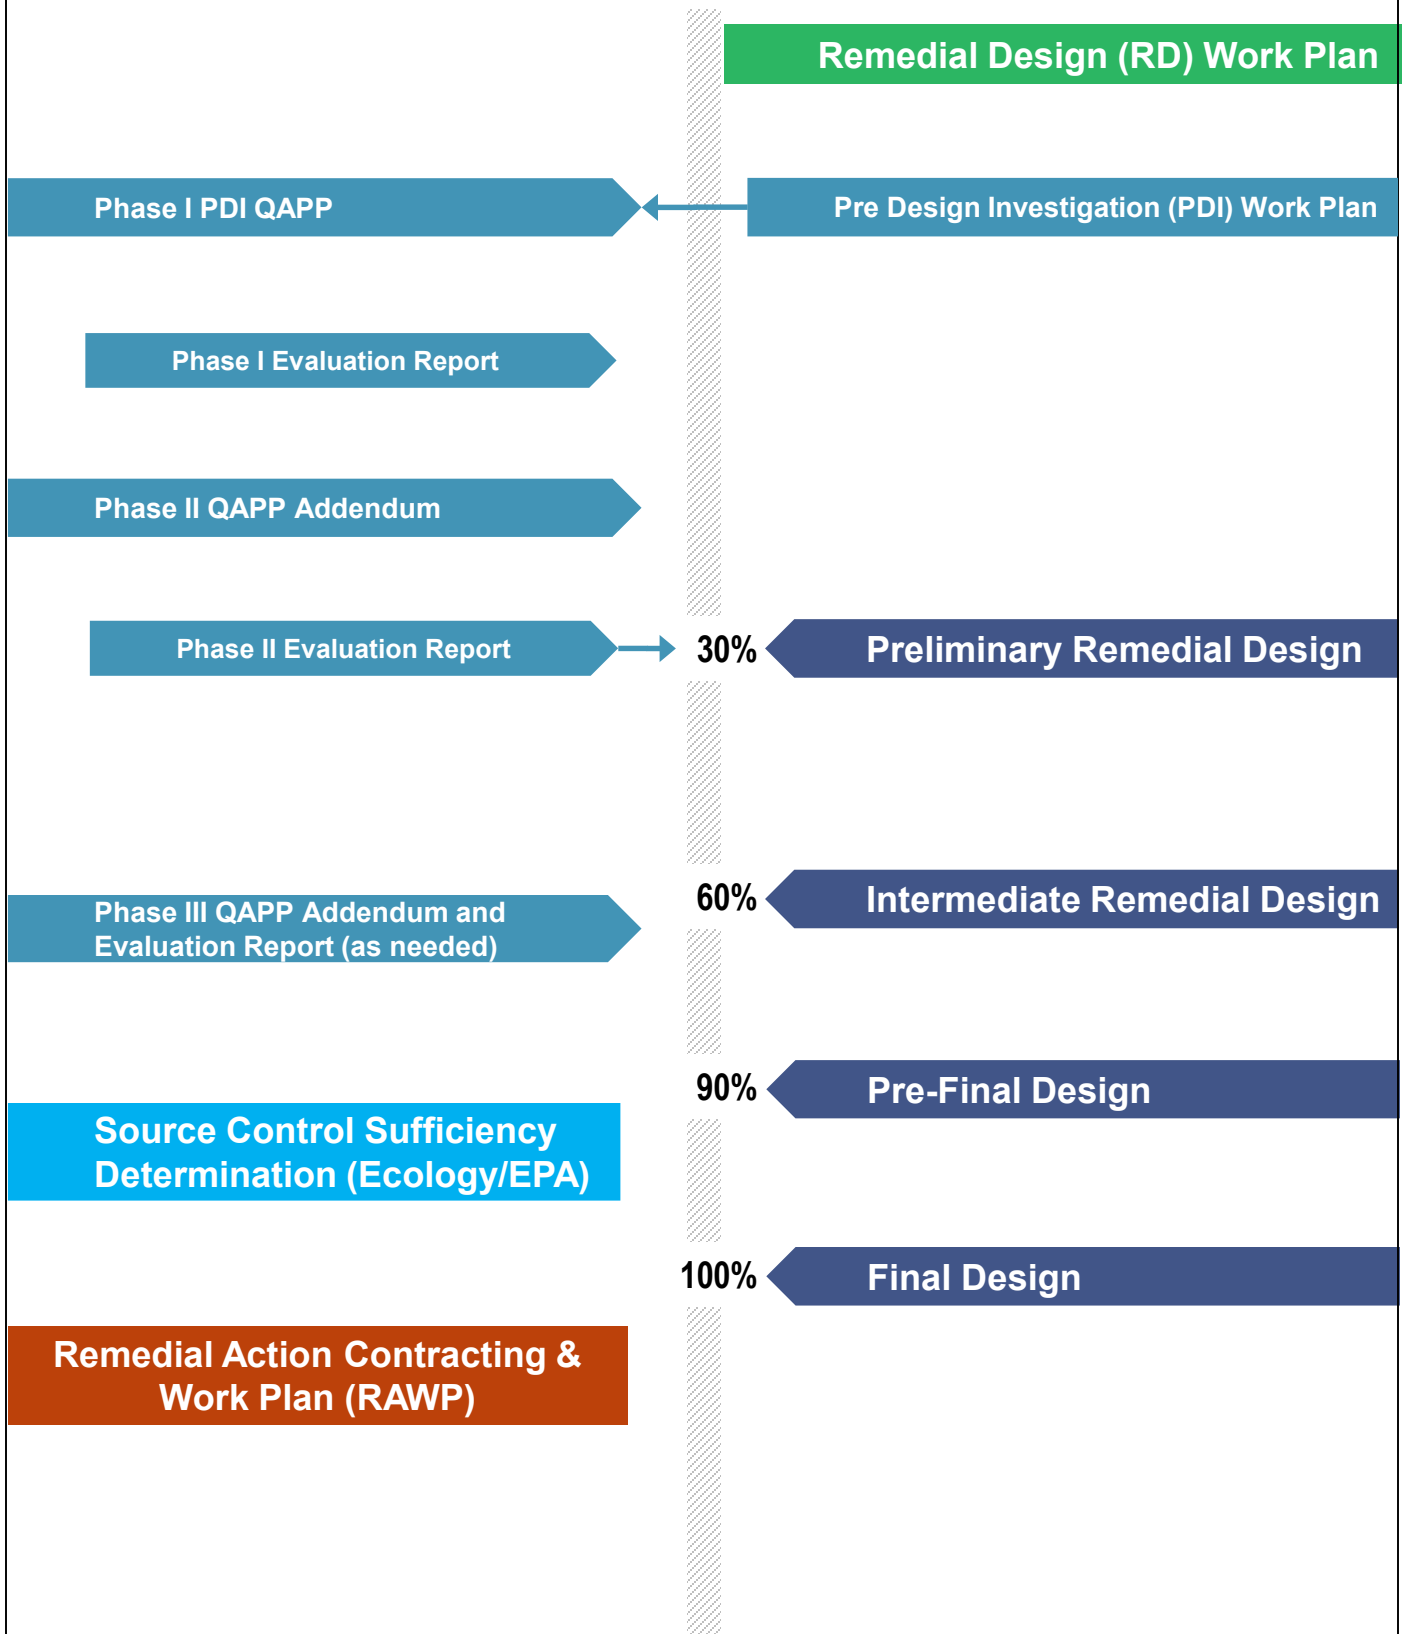 Remedial Design (RD) Work Plan
Phase I PDI QAPP
Pre Design Investigation (PDI) Work Plan
Phase I Evaluation Report
Phase II QAPP Addendum
Phase II Evaluation Report
30%
Preliminary Remedial Design
60%
Intermediate Remedial Design
Phase III QAPP Addendum and
Evaluation Report (as needed)
90%
Pre-Final Design
Source Control Sufficiency
Determination (Ecology/EPA)
100%
Final Design
Remedial Action Contracting &
Work Plan (RAWP)